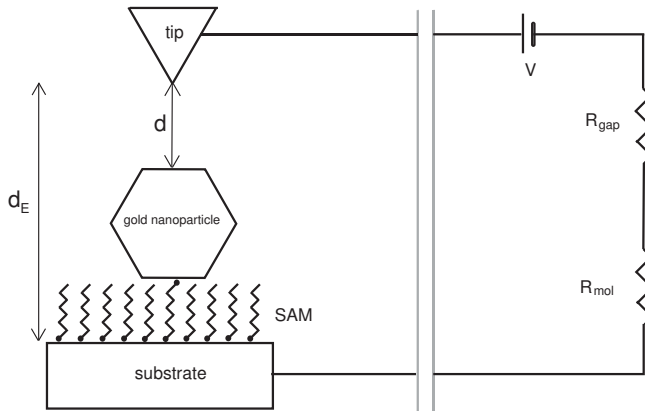 tip
V
d
R_gap
d_E
gold nanoparticle
R_mol
SAM
substrate